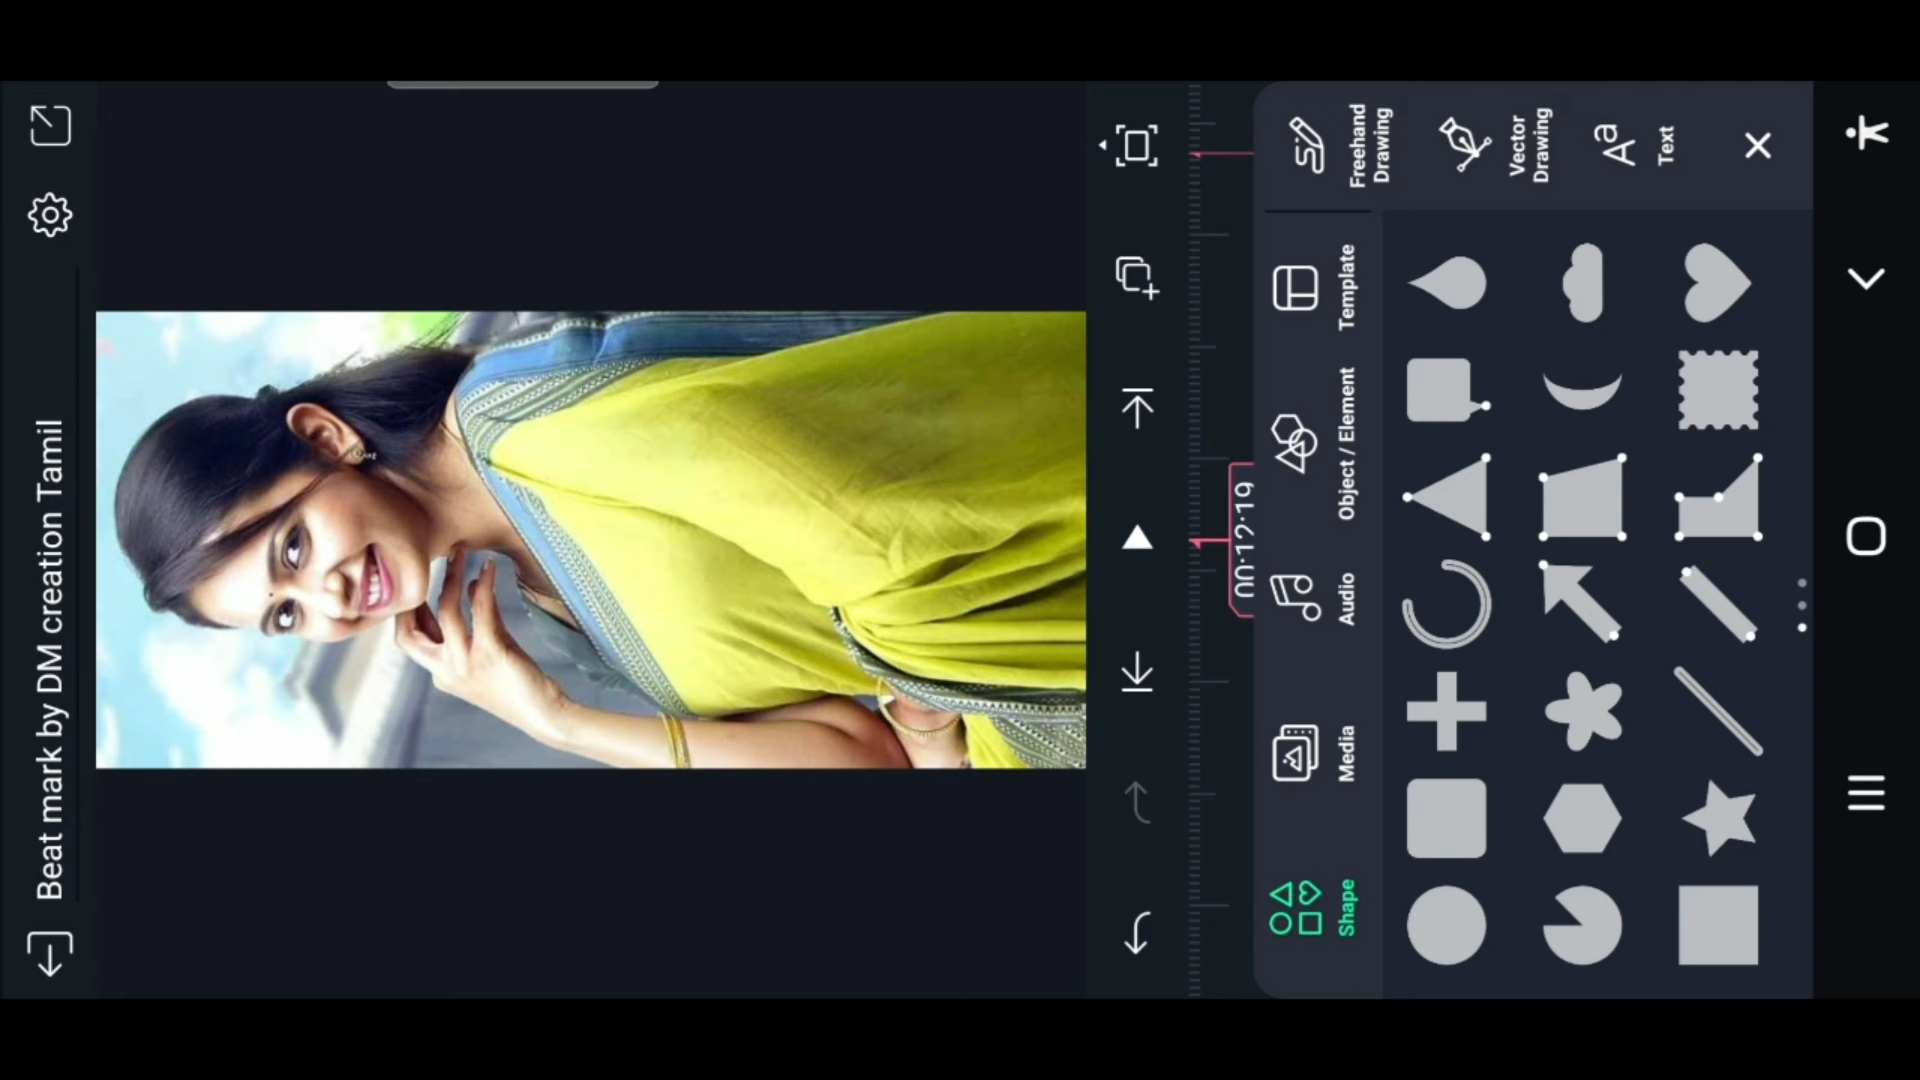 Beat mark by DM creation Tamil
00:12:19
Shape
Media
Audio
Object / Element
Template
Freehand
Drawing
Vector
Drawing
Text